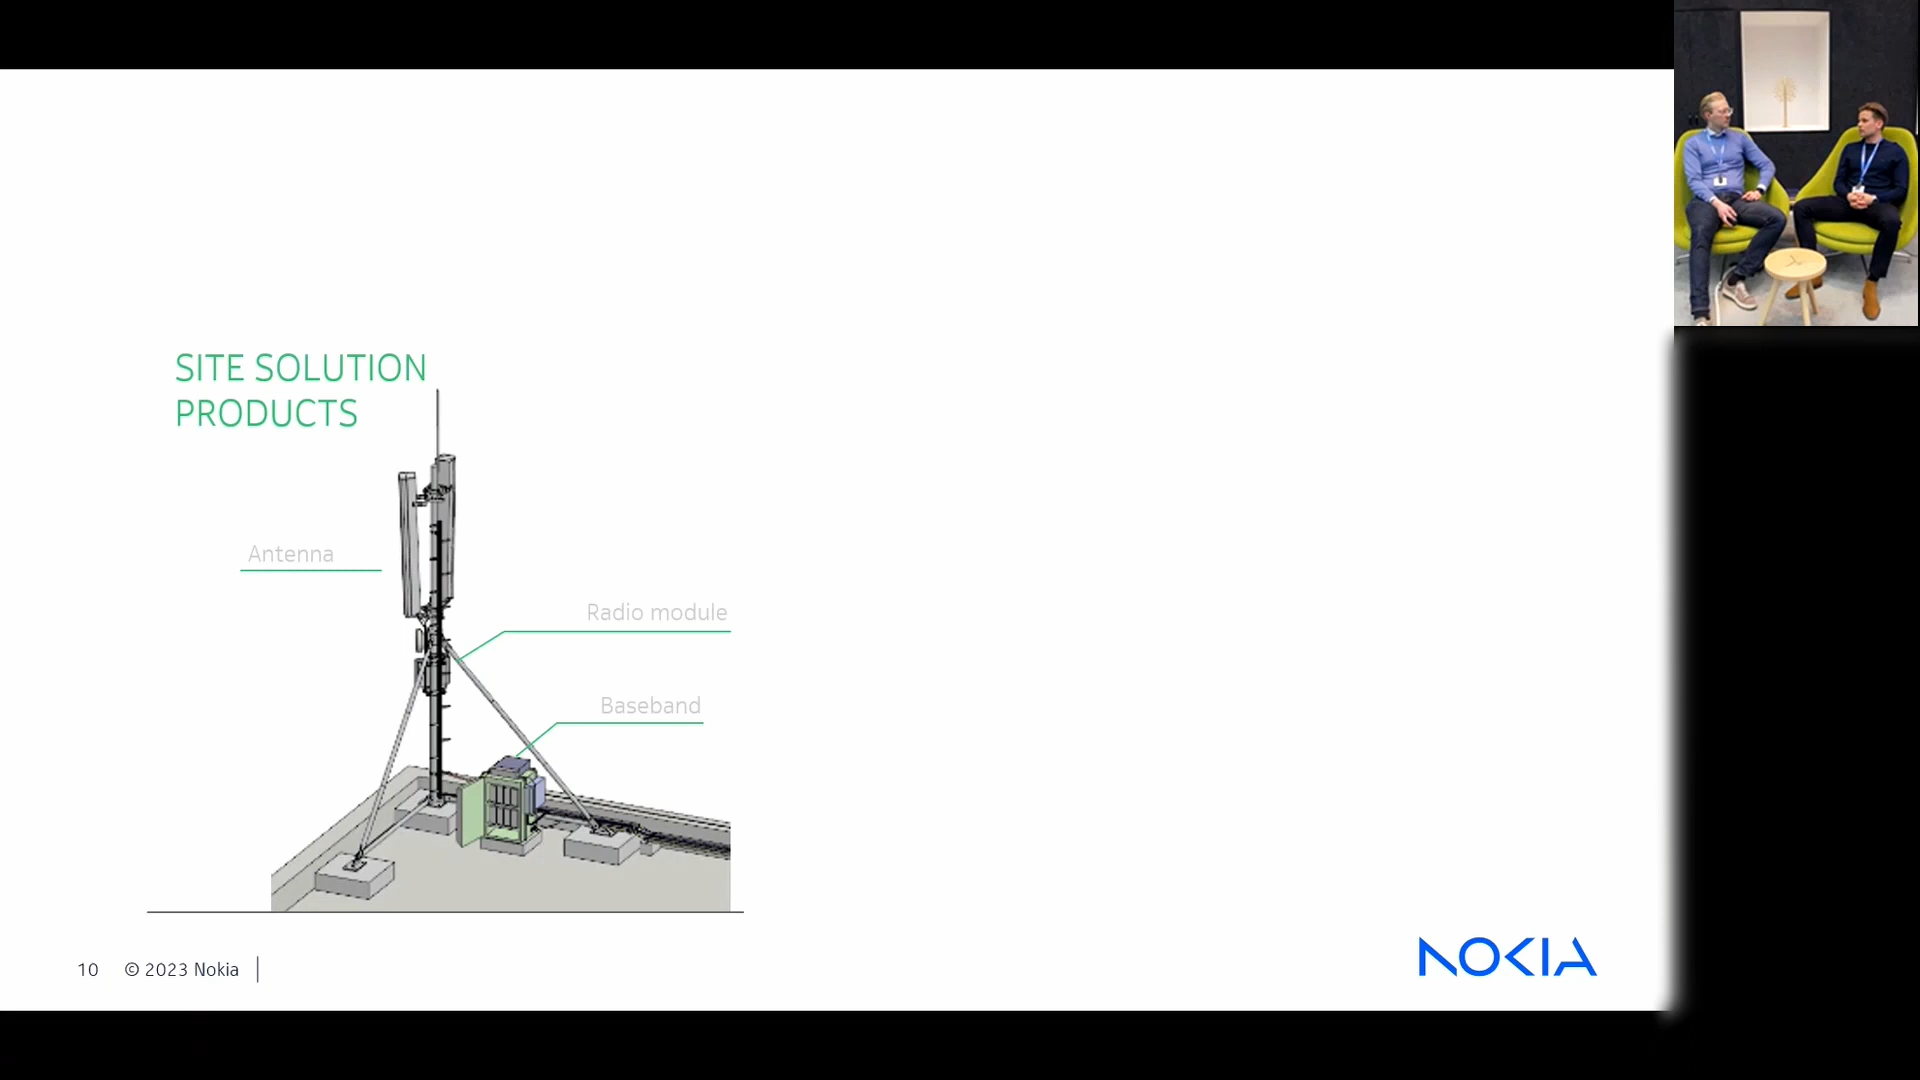 SITE SOLUTION
PRODUCTS
Antenna
Radio module
Baseband
10 © 2023 Nokia
NOKIA